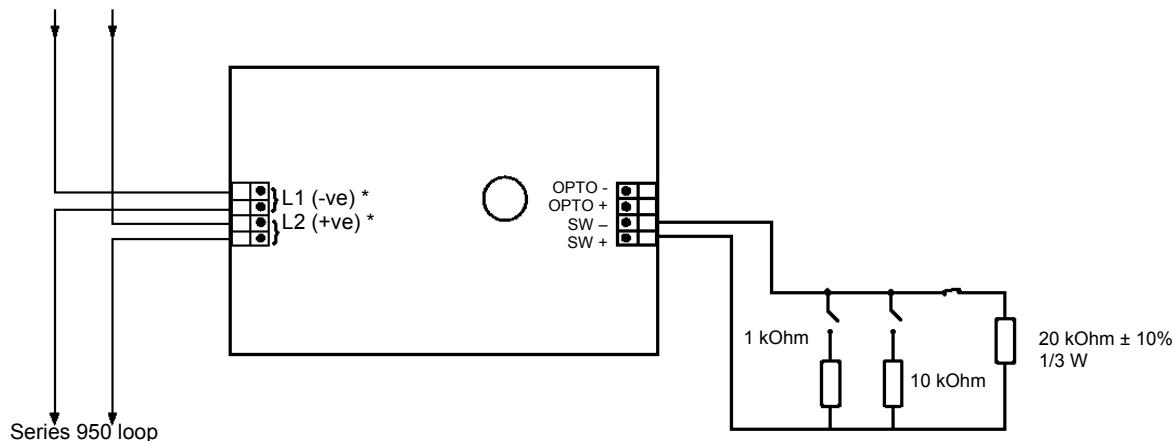 L1 (-ve) *
L2 (+ve) *
OPTO -
OPTO +
SW –
SW +
1 kOhm
10 kOhm
20 kOhm ± 10%
1/3 W
Series 950 loop